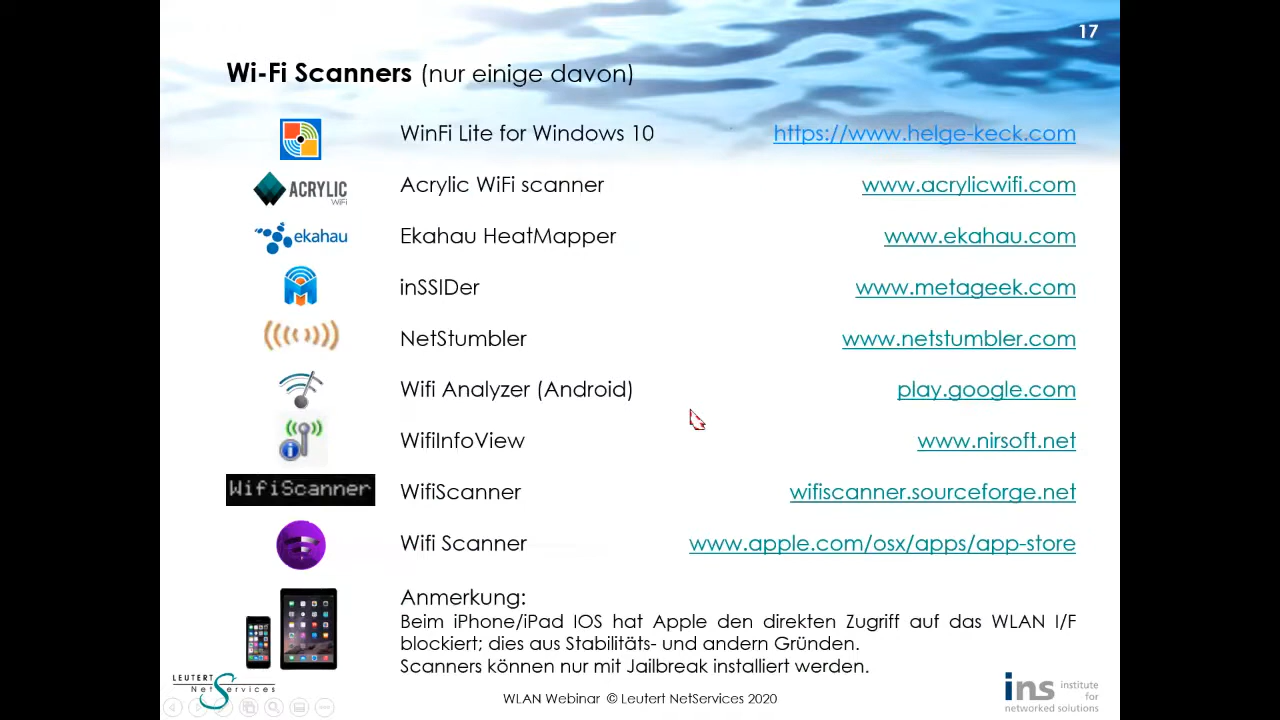 17
Wi-Fi Scanners (nur einige davon)
WinFi Lite for Windows 10 https://www.helge-keck.com
ACRYLIC WiFi Acrylic WiFi scanner www.acrylicwifi.com
ekahau Ekahau HeatMapper www.ekahau.com
inSSIDer www.metageek.com
NetStumbler www.netstumbler.com
Wifi Analyzer (Android) play.google.com
WifiInfoView www.nirsoft.net
WifiScanner WifiScanner wifiscanner.sourceforge.net
Wifi Scanner www.apple.com/osx/apps/app-store
Anmerkung:
Beim iPhone/iPad IOS hat Apple den direkten Zugriff auf das WLAN I/F
blockiert; dies aus Stabilitäts- und andern Gründen.
Scanners können nur mit Jailbreak installiert werden.
LEUTERT
NetServices
WLAN Webinar © Leutert NetServices 2020
ins institute
for
networked solutions